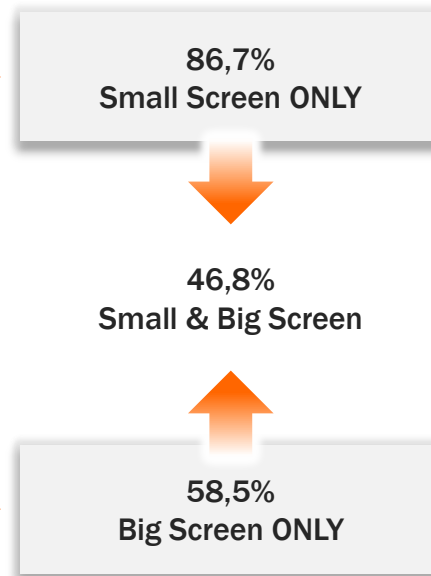 86,7%
Small Screen ONLY
46,8%
Small & Big Screen
58,5%
Big Screen ONLY